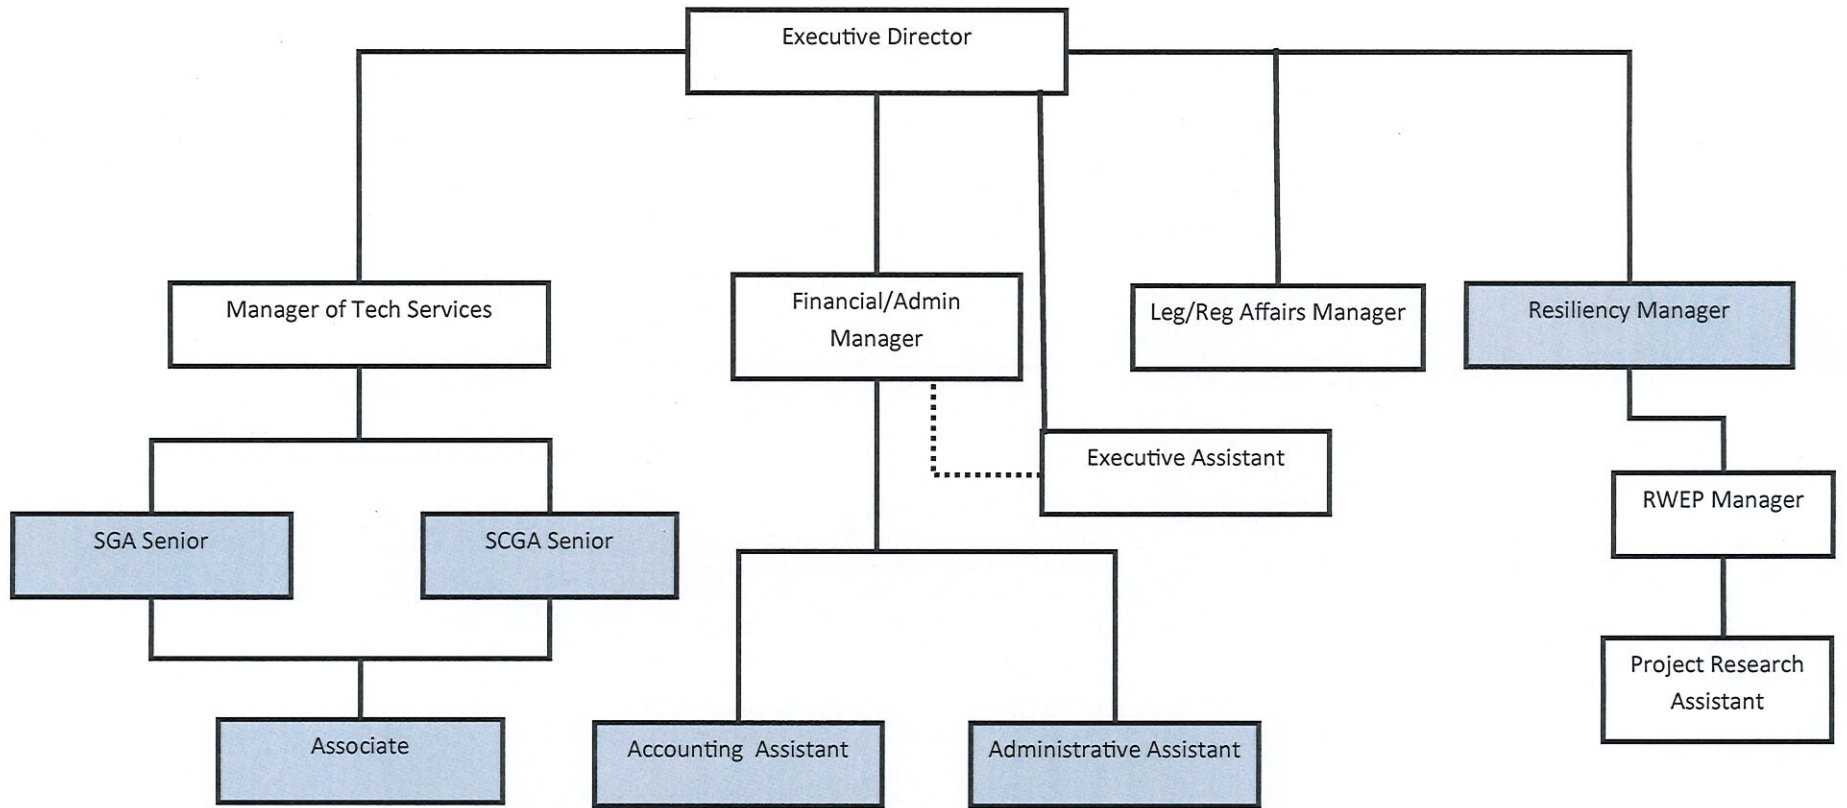 Executive Director
Manager of Tech Services
Financial/Admin
Manager
Leg/Reg Affairs Manager
Resiliency Manager
Executive Assistant
RWEP Manager
SGA Senior
SCGA Senior
Project Research
Assistant
Associate
Accounting  Assistant
Administrative Assistant